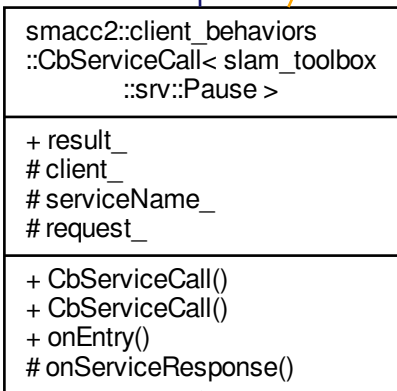 smacc2::client_behaviors
::CbServiceCall< slam_toolbox
::srv::Pause >
+ result_
# client_
# serviceName_
# request_
+ CbServiceCall()
+ CbServiceCall()
+ onEntry()
# onServiceResponse()